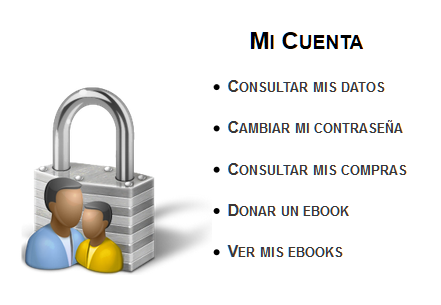 MI CUENTA
• CONSULTAR MIS DATOS
• CAMBIAR MI CONTRASEÑA
• CONSULTAR MIS COMPRAS
• DONAR UN EBOOK
• VER MIS EBOOKS